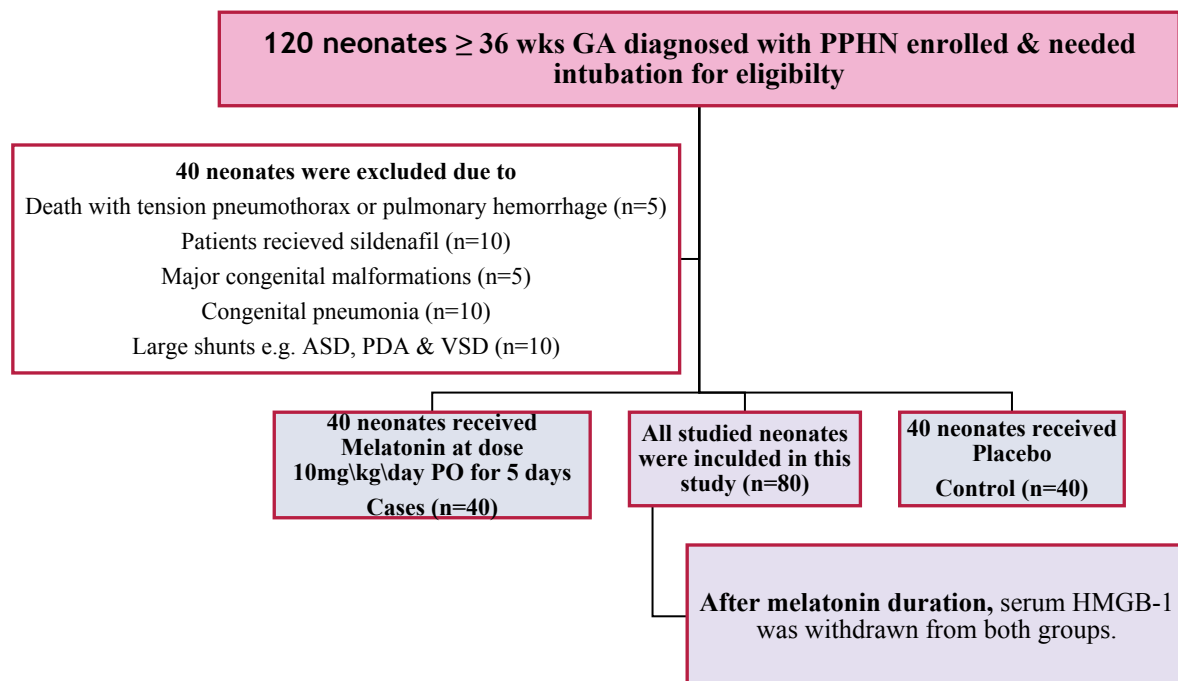 120 neonates ≥ 36 wks GA diagnosed with PPHN enrolled & needed
intubation for eligibilty
40 neonates were excluded due to
Death with tension pneumothorax or pulmonary hemorrhage (n=5)
Patients recieved sildenafil (n=10)
Major congenital malformations (n=5)
Congenital pneumonia (n=10)
Large shunts e.g. ASD, PDA & VSD (n=10)
40 neonates received
Melatonin at dose
10mg\kg\day PO for 5 days
Cases (n=40)
All studied neonates
were inculded in this
study (n=80)
40 neonates received
Placebo
Control (n=40)
After melatonin duration, serum HMGB-1
was withdrawn from both groups.